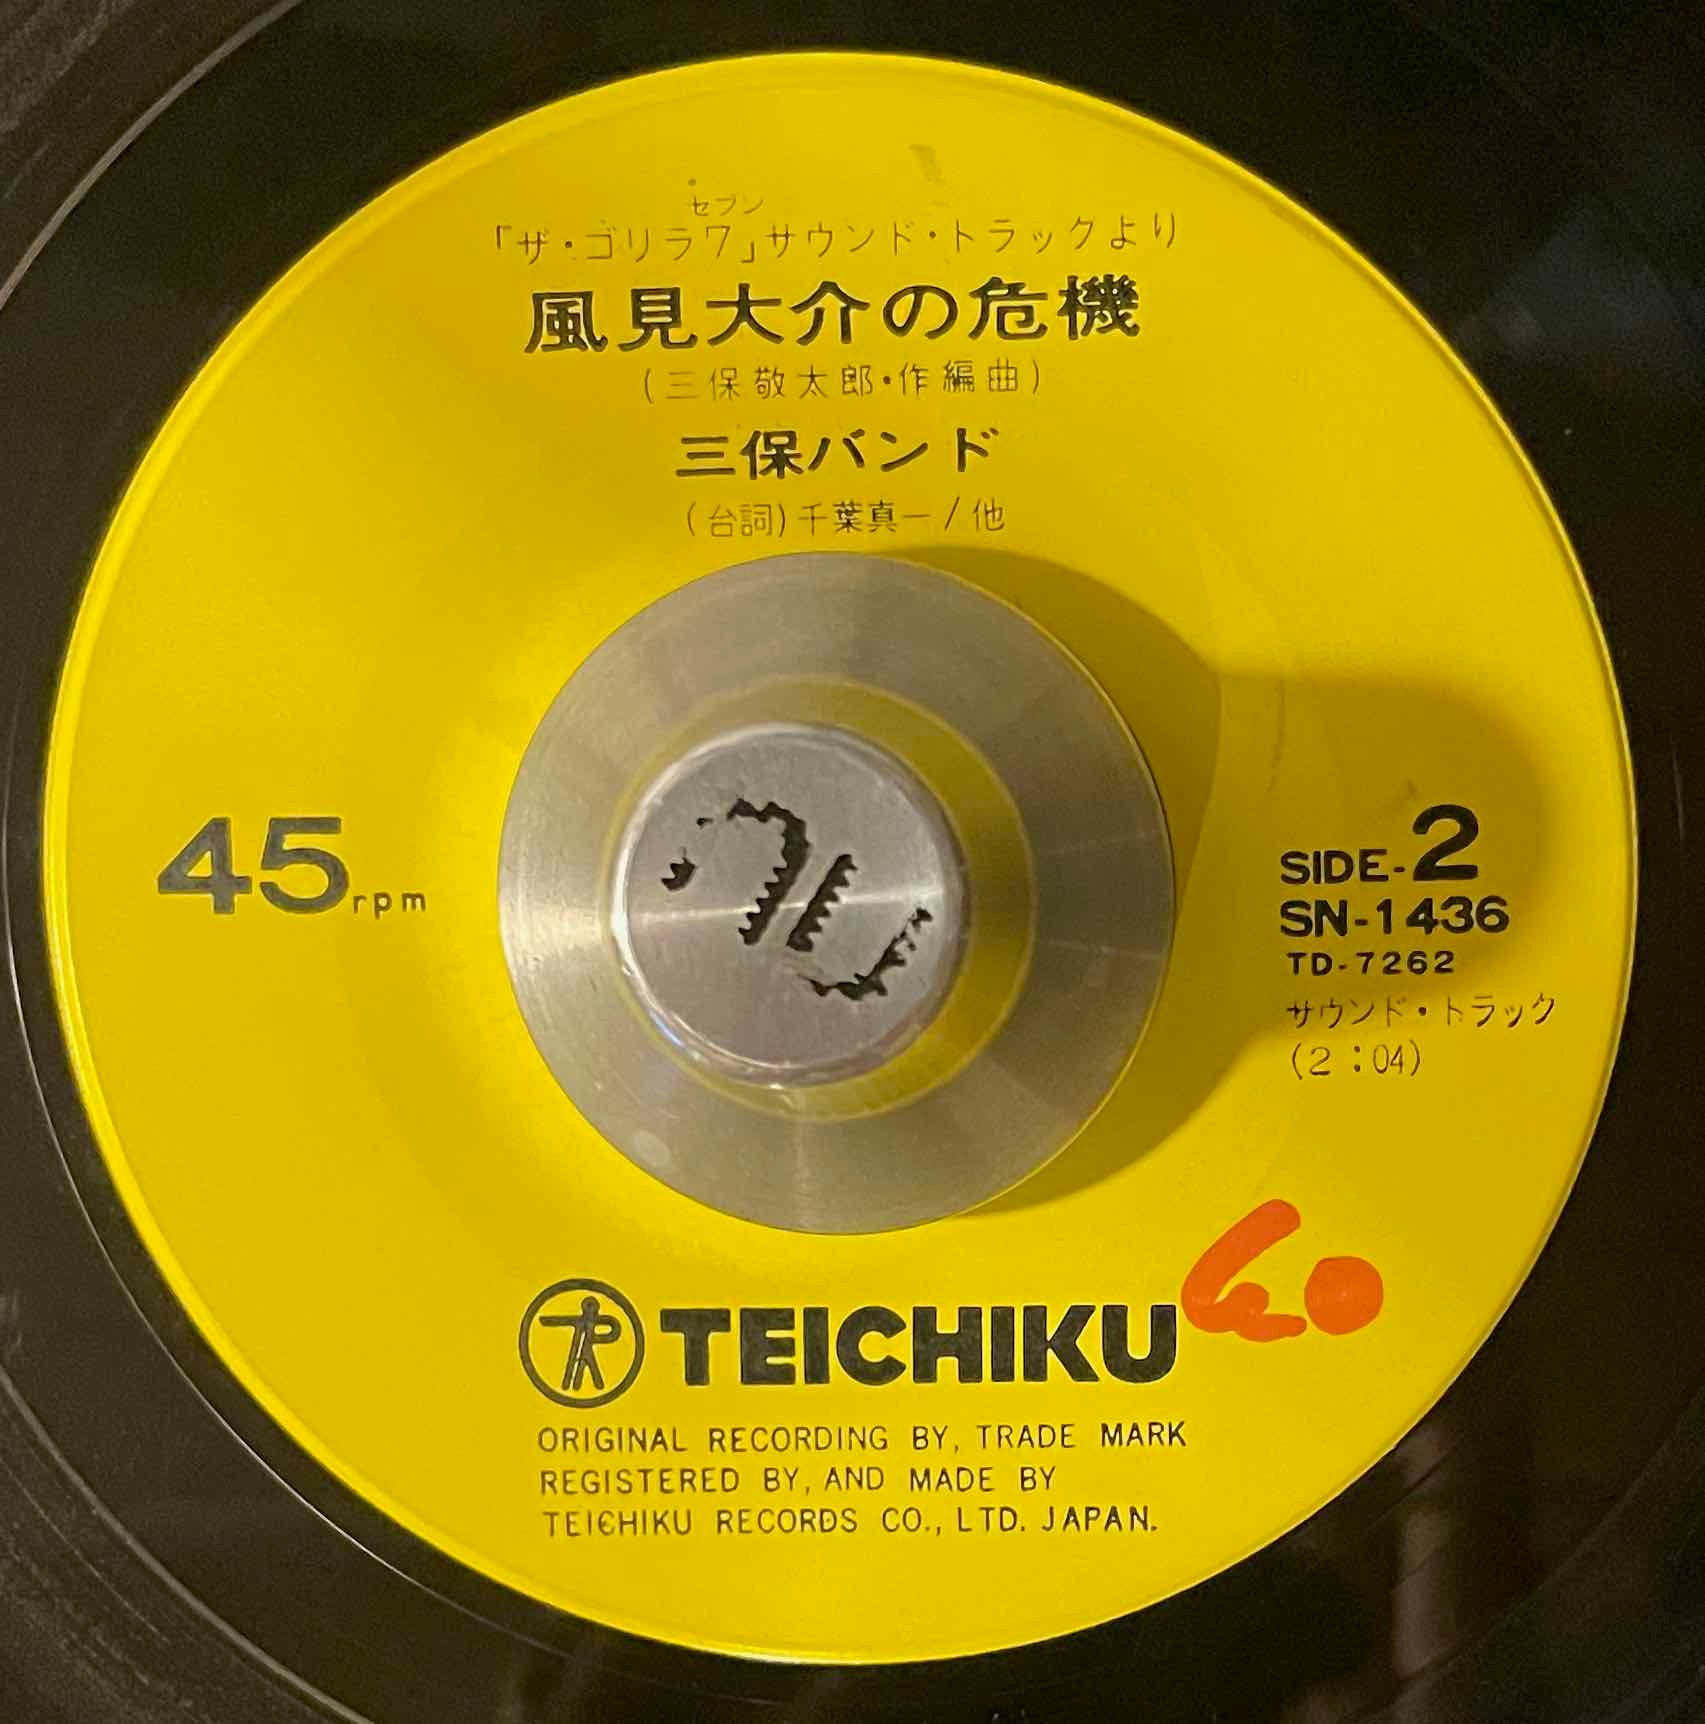 セブン
「ザ・ゴリラ7」サウンド・トラックより
風見大介の危機
(三保敬太郎・作編曲)
三保バンド
(台詞)千葉真一/他
45rpm
SIDE-2
SN-1436
TD-7262
サウンド・トラック
(2:04)
60
TEICHIKU
ORIGINAL RECORDING BY, TRADE MARK
REGISTERED BY, AND MADE BY
TEICHIKU RECORDS CO., LTD. JAPAN.